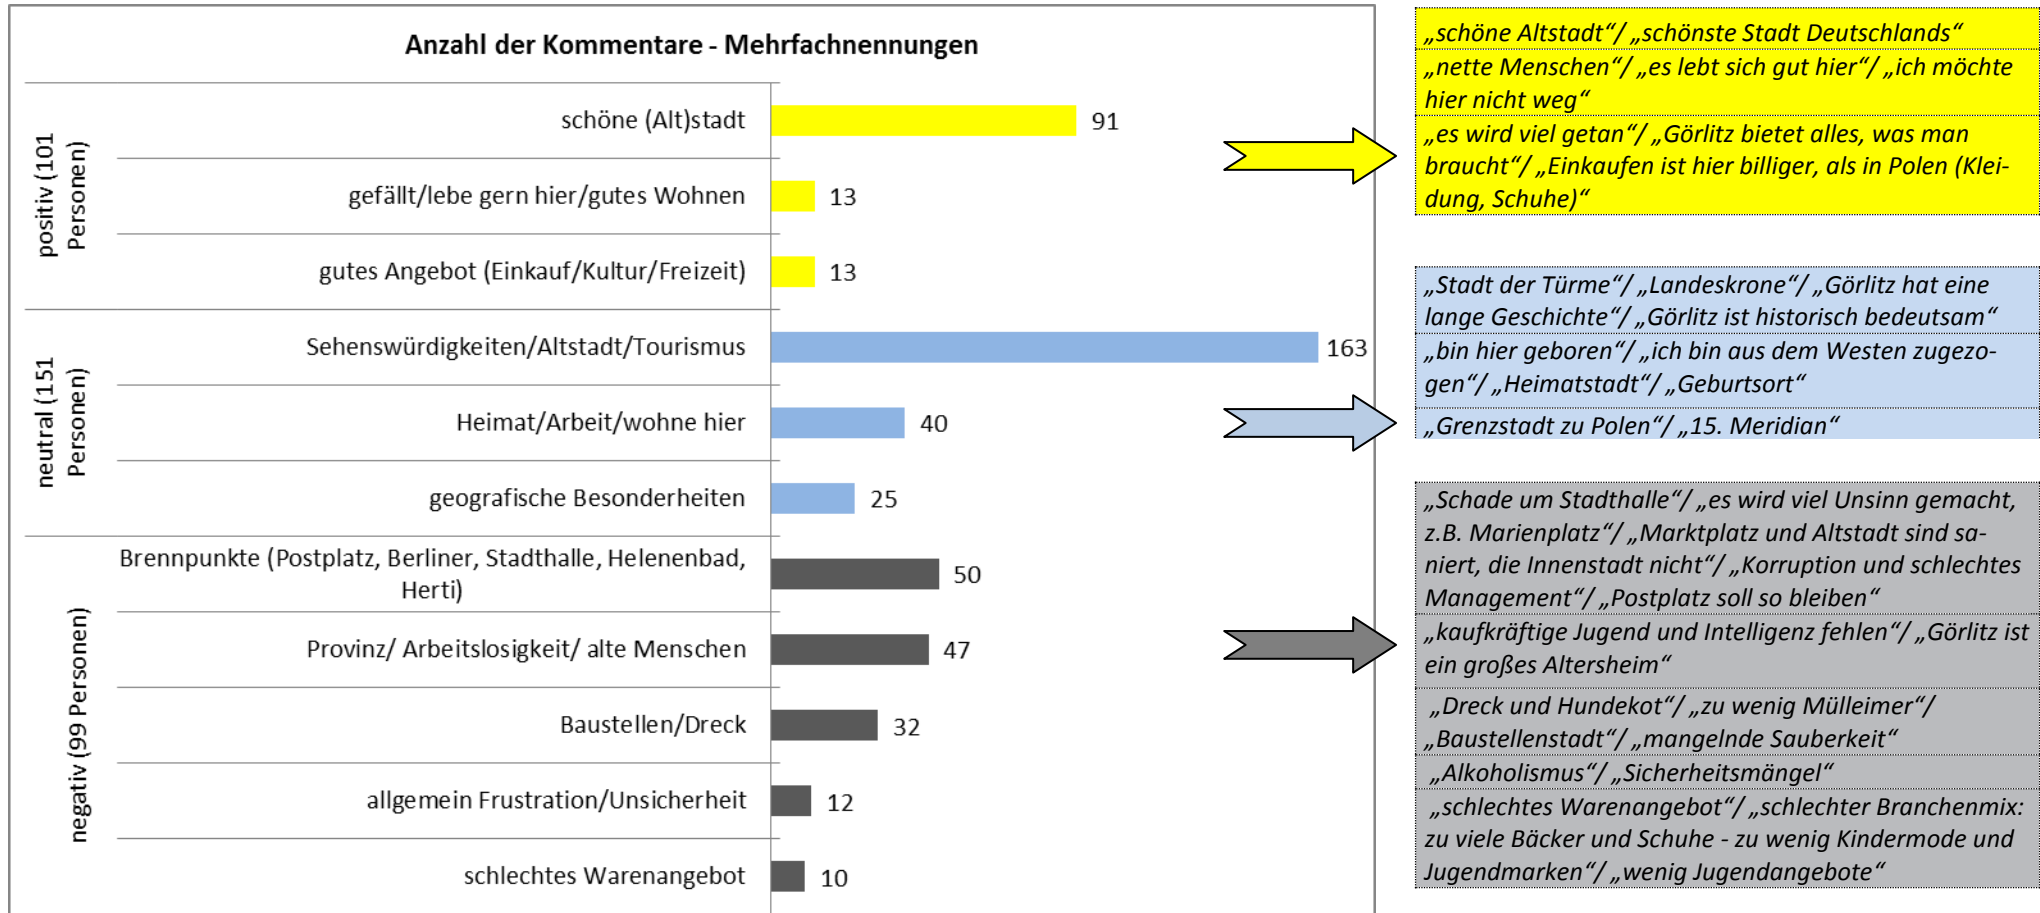 Anzahl der Kommentare - Mehrfachnennungen
positiv (101
Personen)
schöne (Alt)stadt
91
gefällt/lebe gern hier/gutes Wohnen
13
gutes Angebot (Einkauf/Kultur/Freizeit)
13
neutral (151
Personen)
Sehenswürdigkeiten/Altstadt/Tourismus
163
Heimat/Arbeit/wohne hier
40
geografische Besonderheiten
25
negativ (99 Personen)
Brennpunkte (Postplatz, Berliner, Stadthalle, Helenenbad,
Herti)
50
Provinz/ Arbeitslosigkeit/ alte Menschen
47
Baustellen/Dreck
32
allgemein Frustration/Unsicherheit
12
schlechtes Warenangebot
10
„schöne Altstadt“/ „schönste Stadt Deutschlands“
„nette Menschen“/ „es lebt sich gut hier“/ „ich möchte
hier nicht weg“
„es wird viel getan“/ „Görlitz bietet alles, was man
braucht“/ „Einkaufen ist hier billiger, als in Polen (Klei-
dung, Schuhe)“
„Stadt der Türme“/ „Landeskrone“/ „Görlitz hat eine
lange Geschichte“/ „Görlitz ist historisch bedeutsam“
„bin hier geboren“/ „ich bin aus dem Westen zugezo-
gen“/ „Heimatstadt“/ „Geburtsort“
„Grenzstadt zu Polen“/ „15. Meridian“
„Schade um Stadthalle“/ „es wird viel Unsinn gemacht,
z.B. Marienplatz“/ „Marktplatz und Altstadt sind sa-
niert, die Innenstadt nicht“/ „Korruption und schlechtes
Management“/ „Postplatz soll so bleiben“
„kaufkräftige Jugend und Intelligenz fehlen“/ „Görlitz ist
ein großes Altersheim“
„Dreck und Hundekot“/ „zu wenig Mülleimer“/
„Baustellenstadt“/ „mangelnde Sauberkeit“
„Alkoholismus“/ „Sicherheitsmängel“
„schlechtes Warenangebot“/ „schlechter Branchenmix:
zu viele Bäcker und Schuhe - zu wenig Kindermode und
Jugendmarken“/ „wenig Jugendangebote“